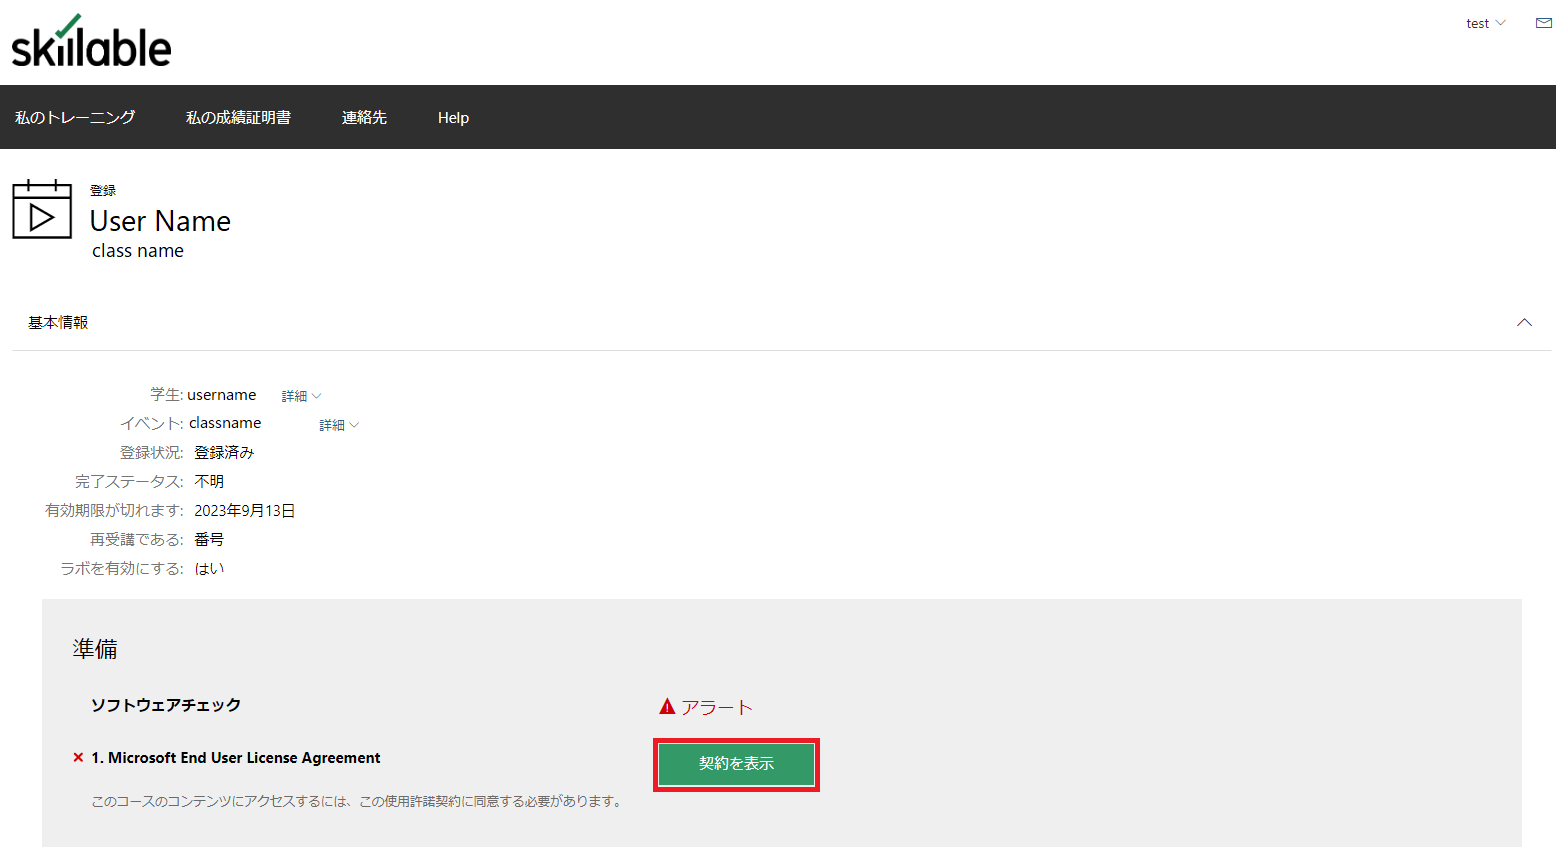 skillable
test
私のトレーニング 私の成績証明書 連絡先 Help
登録
User Name
class name
基本情報
学生: username 詳細
イベント: classname 詳細
登録状況: 登録済み
完了ステータス: 不明
有効期限が切れます: 2023年9月13日
再受講である: 番号
ラボを有効にする: はい
準備
ソフトウェアチェック アラート
× 1. Microsoft End User License Agreement 契約を表示
このコースのコンテンツにアクセスするには、この使用許諾契約に同意する必要があります。